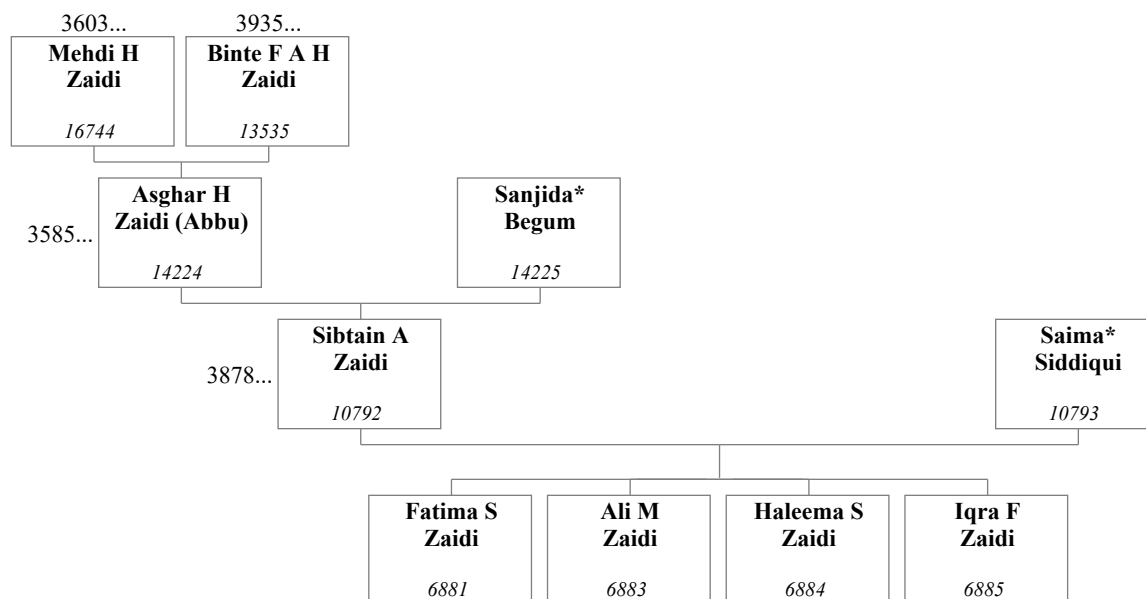 3603...
3935...
Mehdi H
Zaidi
16744
Binte F A H
Zaidi
13535
3585...
Asghar H
Zaidi (Abbu)
14224
Sanjida*
Begum
14225
3878...
Sibtain A
Zaidi
10792
Saima*
Siddiqui
10793
Fatima S
Zaidi
6881
Ali M
Zaidi
6883
Haleema S
Zaidi
6884
Iqra F
Zaidi
6885